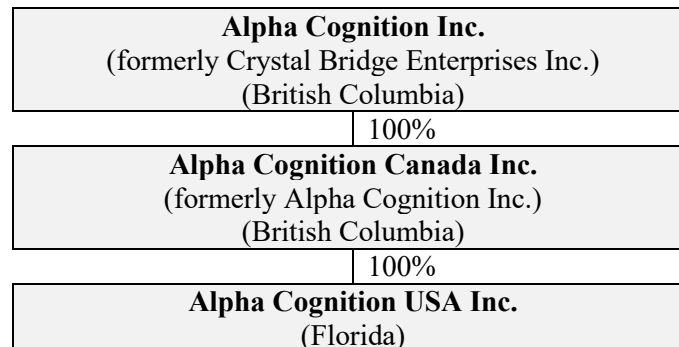 Alpha Cognition Inc.
(formerly Crystal Bridge Enterprises Inc.)
(British Columbia)
100%
Alpha Cognition Canada Inc.
(formerly Alpha Cognition Inc.)
(British Columbia)
100%
Alpha Cognition USA Inc.
(Florida)